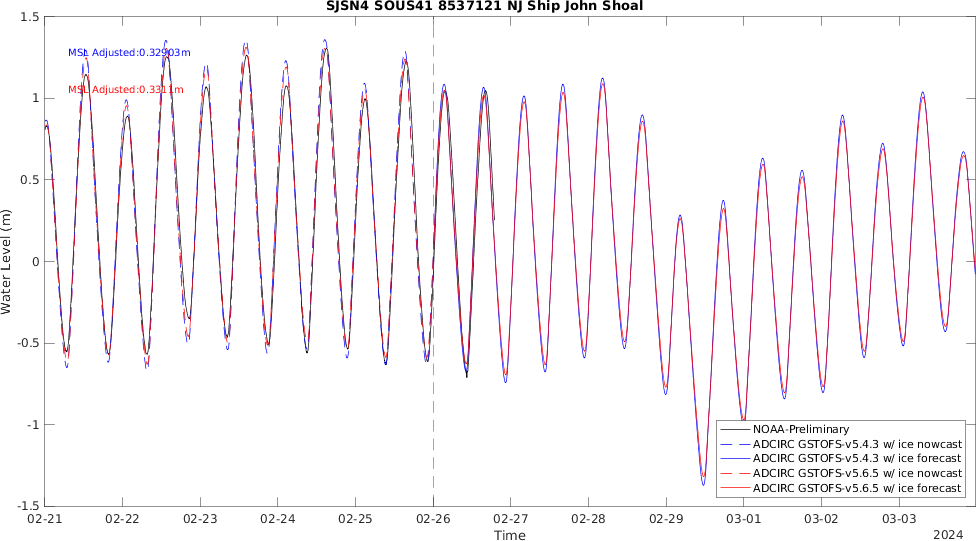 SJSN4 SOUS41 8537121 NJ Ship John Shoal
1.5
1
0.5
0
-0.5
-1
-1.5
Water Level (m)
MSL Adjusted:0.32903m
MSL Adjusted:0.3311m
NOAA-Preliminary
ADCIRC GSTOFS-v5.4.3 w/ ice nowcast
ADCIRC GSTOFS-v5.4.3 w/ ice forecast
ADCIRC GSTOFS-v5.6.5 w/ ice nowcast
ADCIRC GSTOFS-v5.6.5 w/ ice forecast
02-21 02-22 02-23 02-24 02-25 02-26 02-27 02-28 02-29 03-01 03-02 03-03
Time
2024